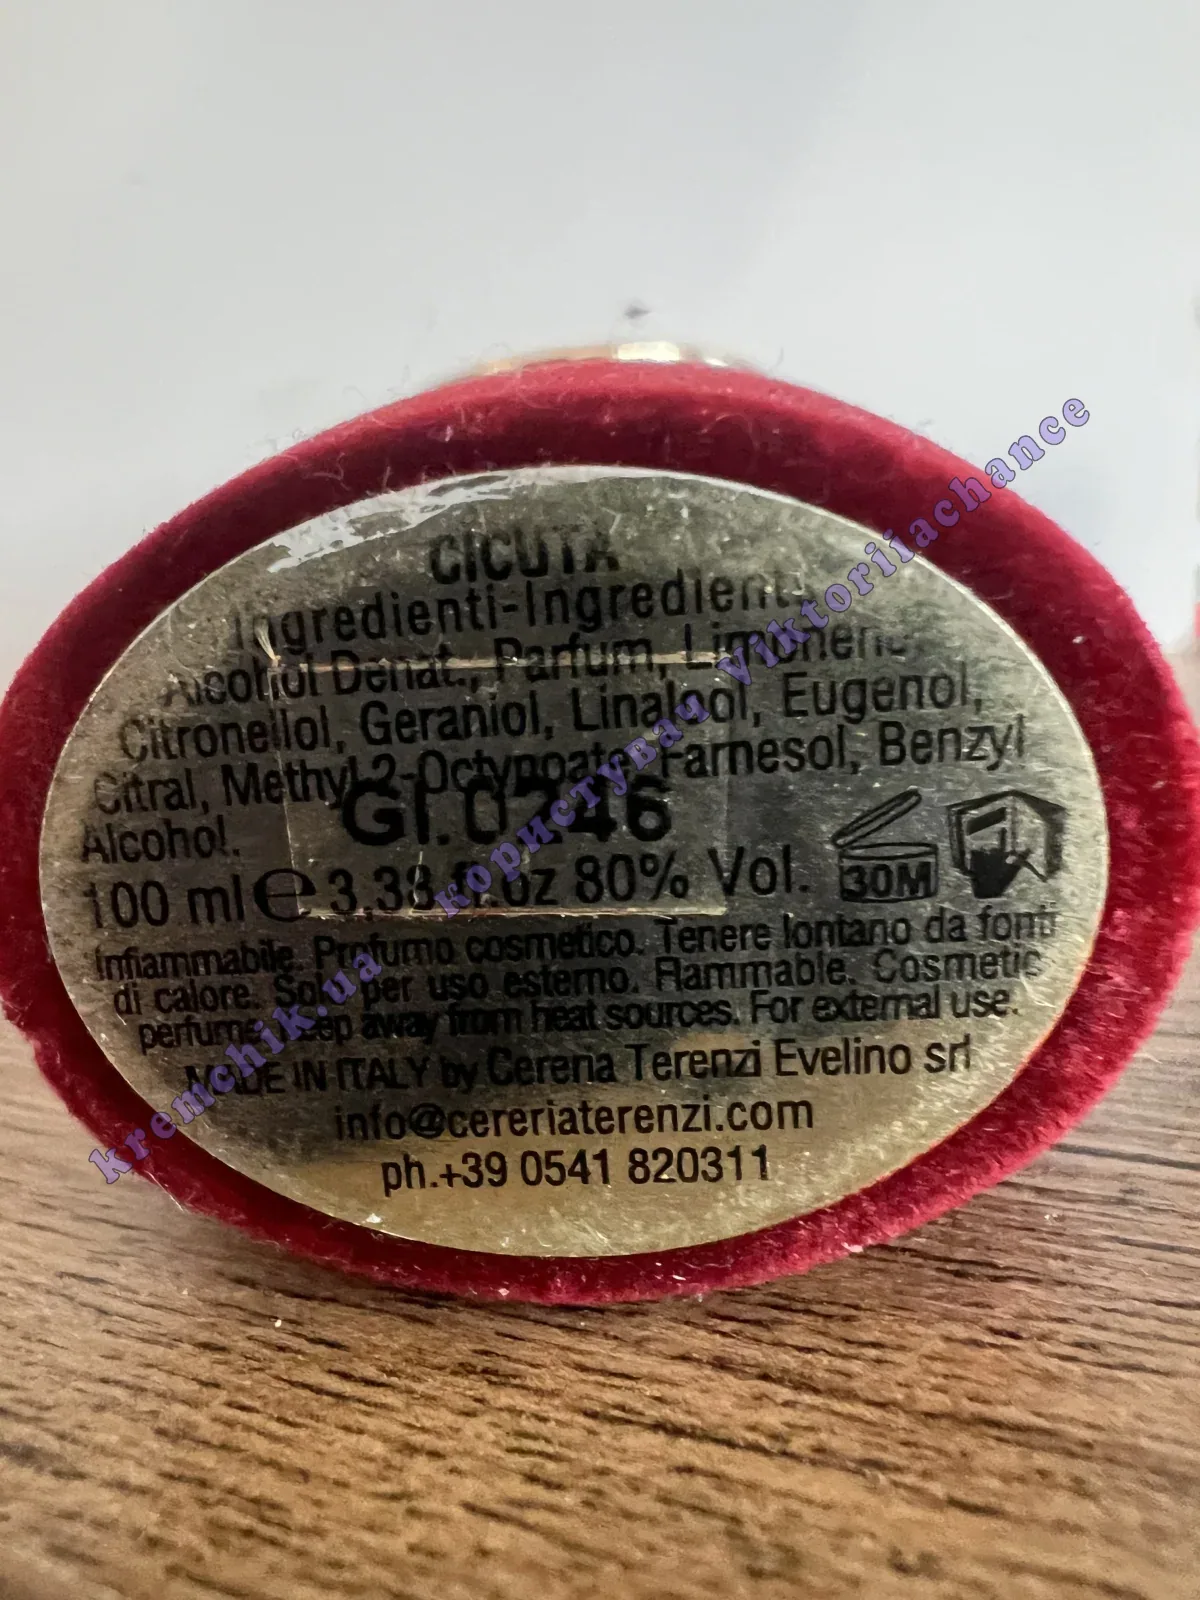 CICUTA
Ingredienti-Ingredients
Alcohol Denat., Parfum, Limonene,
Citronellol, Geraniol, Linalool, Eugenol,
Citral, Methyl 2-Octynoate, Farnesol, Benzyl
Alcohol.
GI.0746
100 ml e 3,38 fl.oz 80% Vol.
30M
Infiammabile. Profumo cosmetico. Tenere lontano da fonti
di calore. Solo per uso esterno. Flammable. Cosmetic
perfume. Keep away from heat sources. For external use.
MADE IN ITALY by Cerena Terenzi Evelino srl
info@cereriaterenzi.com
ph.+39 0541 820311
kremchik.ua користувач Viktoriiachance